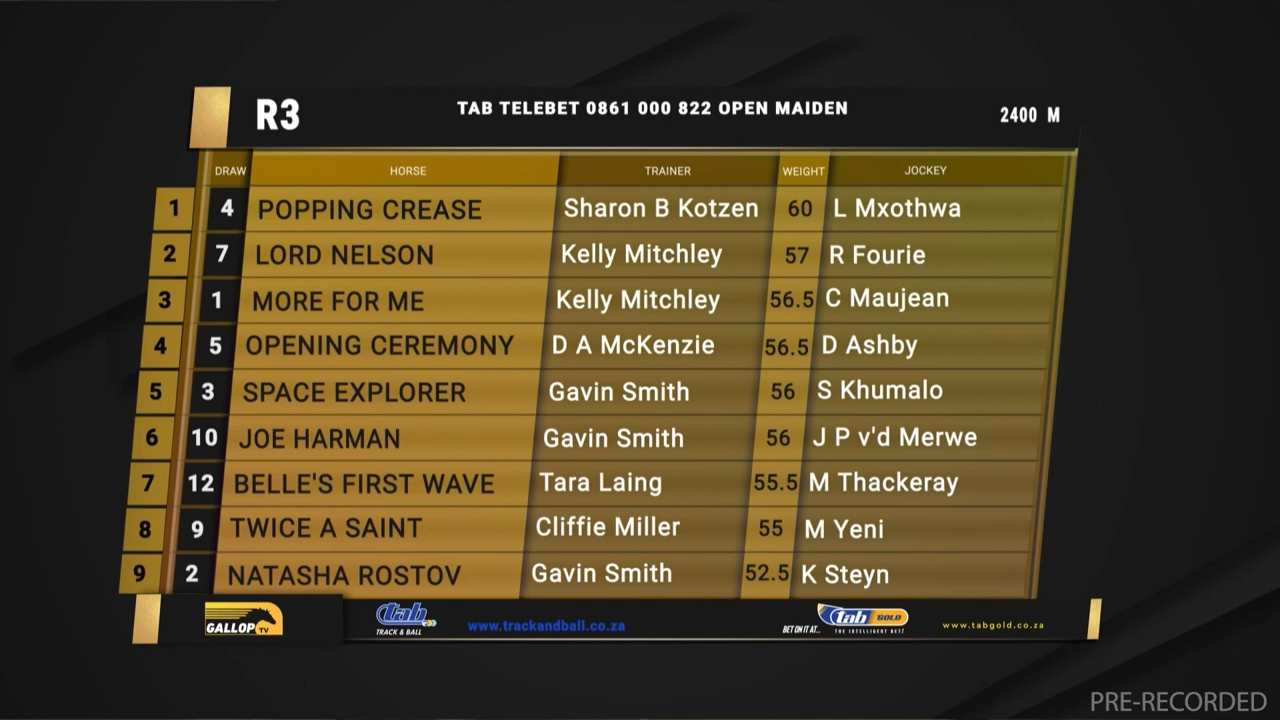 R3 TAB TELEBET 0861 000 822 OPEN MAIDEN 2400 M
DRAW HORSE TRAINER WEIGHT JOCKEY
1 4 POPPING CREASE Sharon B Kotzen 60 L Mxothwa
2 7 LORD NELSON Kelly Mitchley 57 R Fourie
3 1 MORE FOR ME Kelly Mitchley 56.5 C Maujean
4 5 OPENING CEREMONY D A McKenzie 56.5 D Ashby
5 3 SPACE EXPLORER Gavin Smith 56 S Khumalo
6 10 JOE HARMAN Gavin Smith 56 J P v'd Merwe
7 12 BELLE'S FIRST WAVE Tara Laing 55.5 M Thackeray
8 9 TWICE A SAINT Cliffie Miller 55 M Yeni
9 2 NATASHA ROSTOV Gavin Smith 52.5 K Steyn
GALLOP TV tab TRACK & BALL www.trackandball.co.za BET ON IT AT... tab GOLD THE INTELLIGENT BET! www.tabgold.co.za
PRE-RECORDED